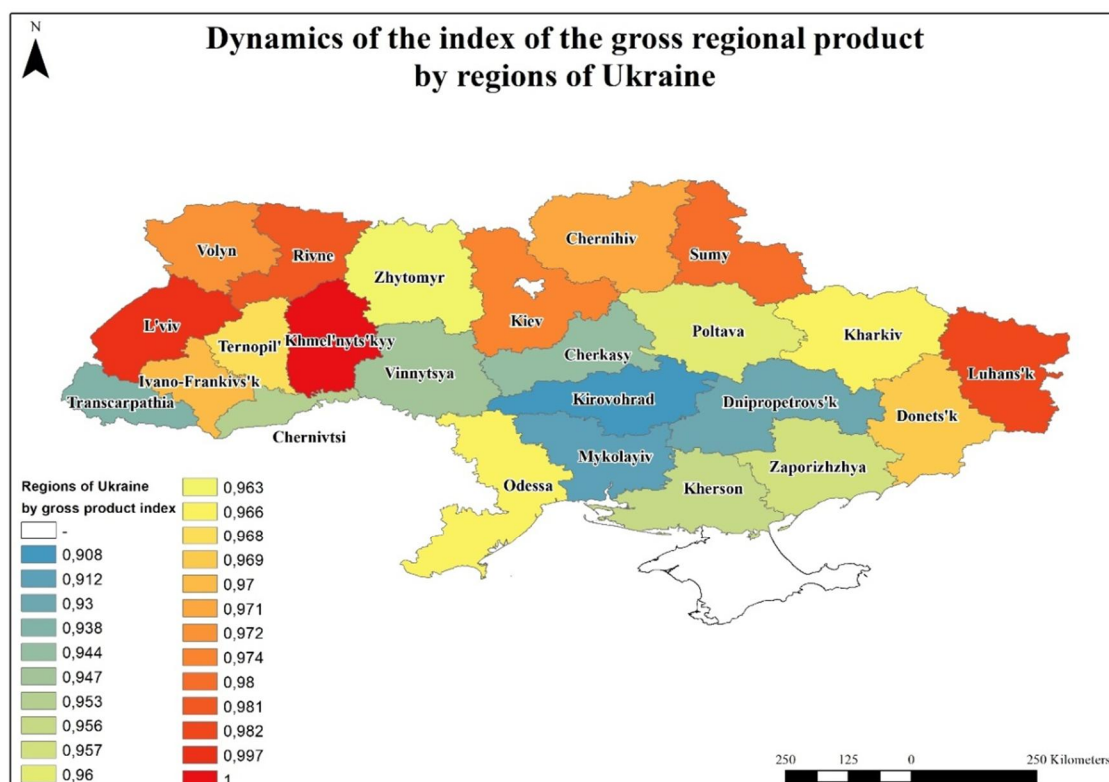 N
Dynamics of the index of the gross regional product
by regions of Ukraine
Volyn
Rivne
Zhytomyr
Chernihiv
Sumy
L'viv
Ternopil'
Khmel'nyts'kyy
Kiev
Poltava
Kharkiv
Luhans'k
Ivano-Frankivs'k
Transcarpathia
Vinnytsya
Cherkasy
Kirovohrad
Dnipropetrovs'k
Donets'k
Chernivtsi
Mykolayiv
Zaporizhzhya
Odessa
Kherson
Regions of Ukraine
by gross product index
-
0,908
0,912
0,93
0,938
0,944
0,947
0,953
0,956
0,957
0,96
0,963
0,966
0,968
0,969
0,97
0,971
0,972
0,974
0,98
0,981
0,982
0,997
1
250 125 0 250 Kilometers